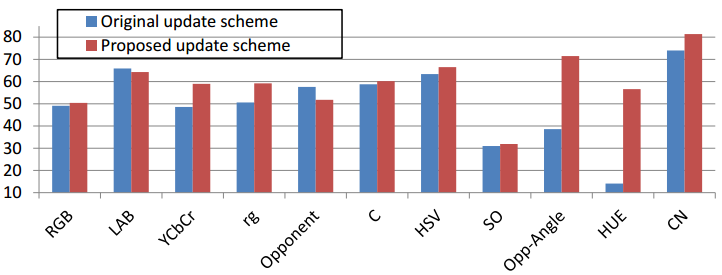 Original update scheme
Proposed update scheme
80
70
60
50
40
30
20
10
RGB
LAB
YCbCr
rg
Opponent
C
HSV
SO
Opp-Angle
HUE
CN